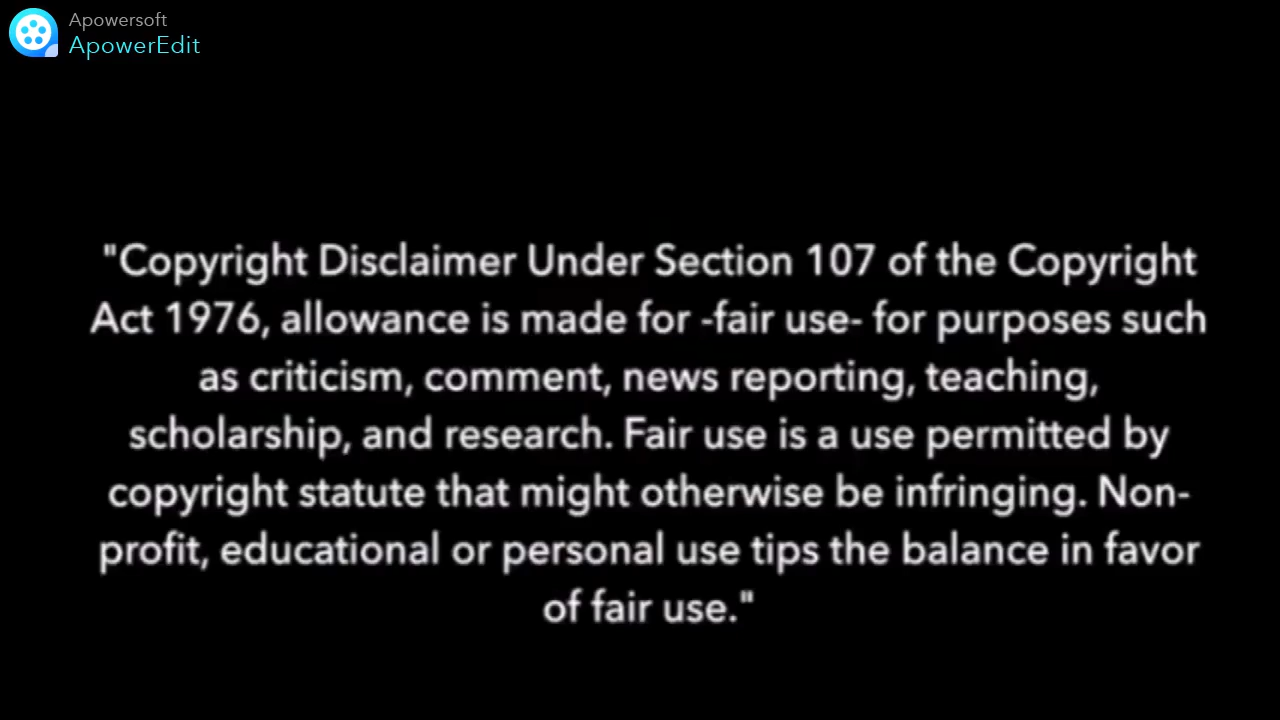 Apowersoft
ApowerEdit
"Copyright Disclaimer Under Section 107 of the Copyright
Act 1976, allowance is made for -fair use- for purposes such
as criticism, comment, news reporting, teaching,
scholarship, and research. Fair use is a use permitted by
copyright statute that might otherwise be infringing. Non-
profit, educational or personal use tips the balance in favor
of fair use."